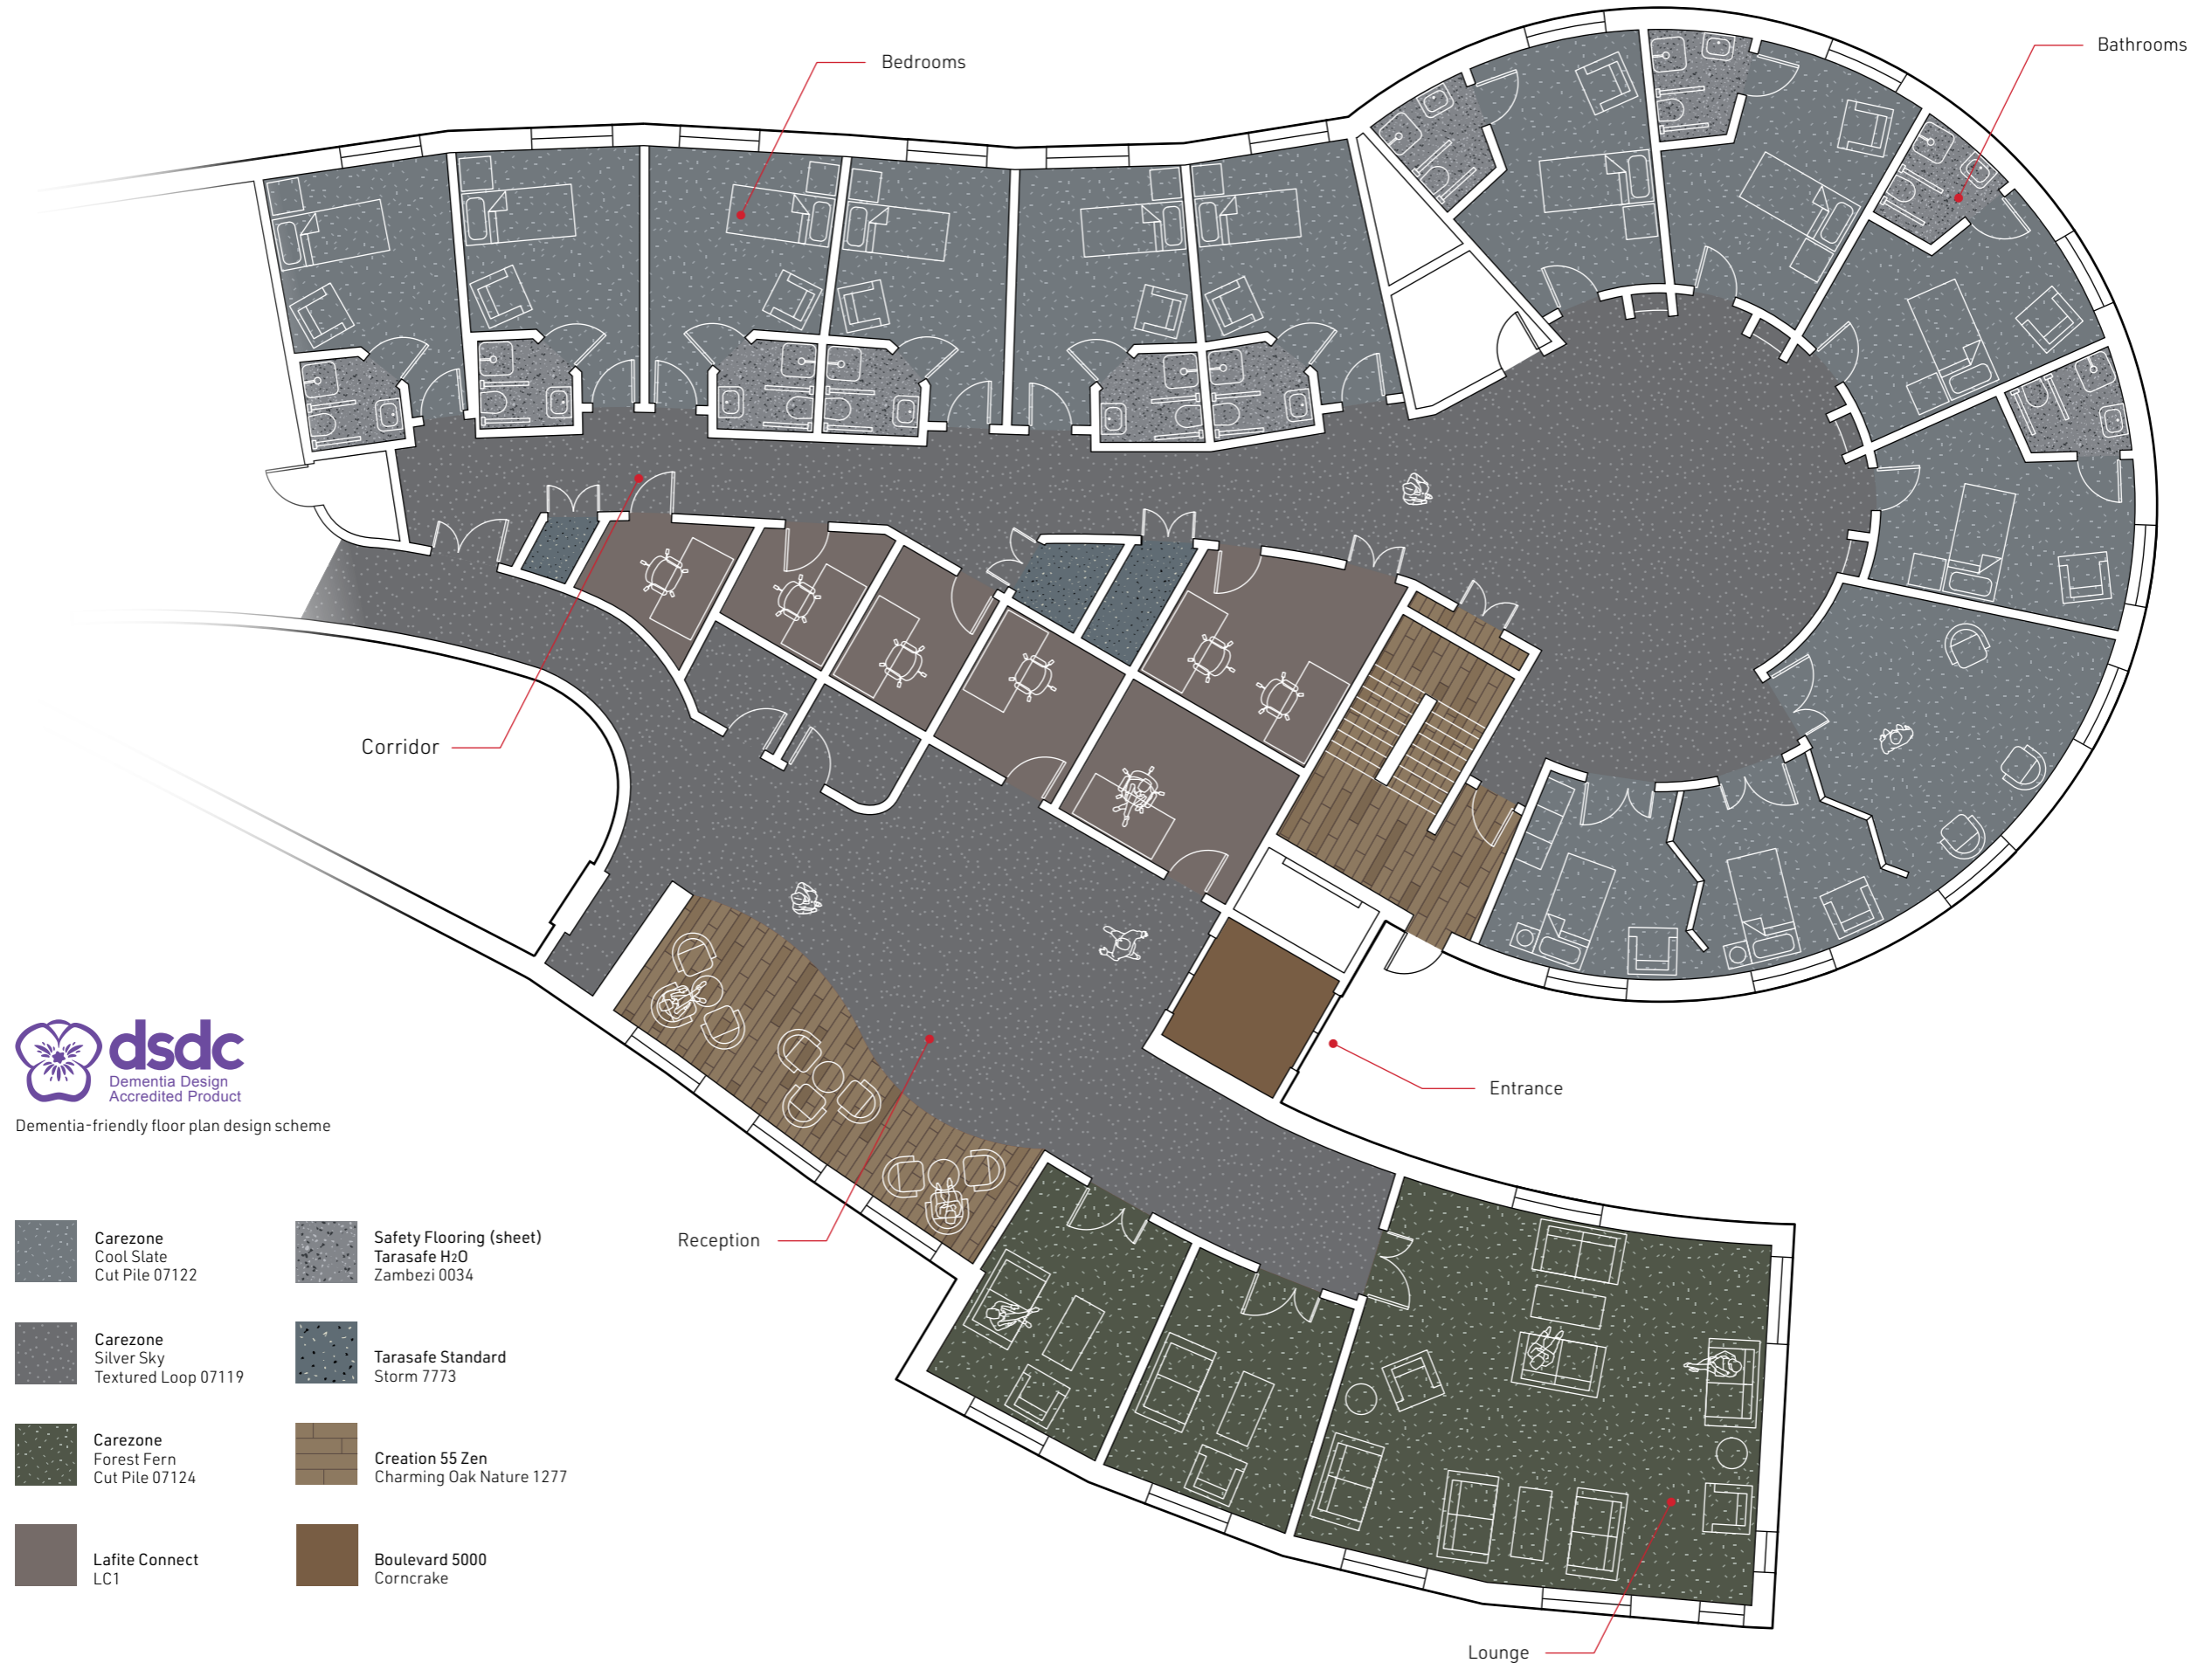 Bedrooms
Bathrooms
Corridor
Entrance
Reception
Lounge
dsdc
Dementia Design
Accredited Product
Dementia-friendly floor plan design scheme
Carezone
Cool Slate
Cut Pile 07122
Safety Flooring (sheet)
Tarasafe H2O
Zambezi 0034
Carezone
Silver Sky
Textured Loop 07119
Tarasafe Standard
Storm 7773
Carezone
Forest Fern
Cut Pile 07124
Creation 55 Zen
Charming Oak Nature 1277
Lafite Connect
LC1
Boulevard 5000
Corncrake